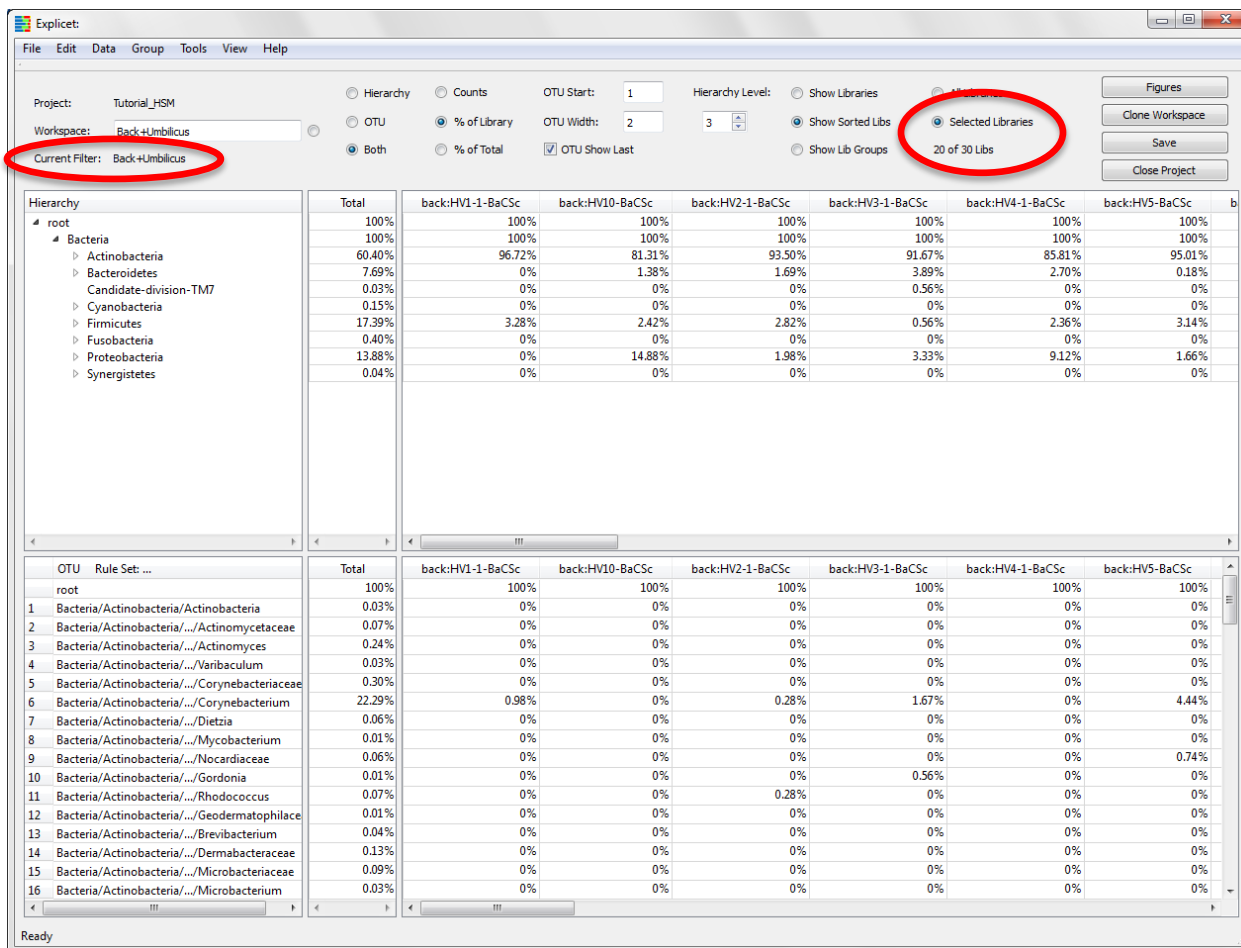 Explicet:
File Edit Data Group Tools View Help
Project: Tutorial_HSM
Workspace: Back+Umbilicus
Current Filter: Back+Umbilicus
Hierarchy Counts OTU Start: 1 Hierarchy Level: Show Libraries
OTU % of Library OTU Width: 2 3 Show Sorted Libs Selected Libraries
Both % of Total OTU Show Last Show Lib Groups 20 of 30 Libs
Figures
Clone Workspace
Save
Close Project
Hierarchy Total back:HV1-1-BaCSc back:HV10-BaCSc back:HV2-1-BaCSc back:HV3-1-BaCSc back:HV4-1-BaCSc back:HV5-BaCSc b
root 100% 100% 100% 100% 100% 100% 100%
Bacteria 100% 100% 100% 100% 100% 100% 100%
Actinobacteria 60.40% 96.72% 81.31% 93.50% 91.67% 85.81% 95.01%
Bacteroidetes 7.69% 0% 1.38% 1.69% 3.89% 2.70% 0.18%
Candidate-division-TM7 0.03% 0% 0% 0% 0.56% 0% 0%
Cyanobacteria 0.15% 0% 0% 0% 0% 0% 0%
Firmicutes 17.39% 3.28% 2.42% 2.82% 0.56% 2.36% 3.14%
Fusobacteria 0.40% 0% 0% 0% 0% 0% 0%
Proteobacteria 13.88% 0% 14.88% 1.98% 3.33% 9.12% 1.66%
Synergistetes 0.04% 0% 0% 0% 0% 0% 0%
OTU Rule Set: ... Total back:HV1-1-BaCSc back:HV10-BaCSc back:HV2-1-BaCSc back:HV3-1-BaCSc back:HV4-1-BaCSc back:HV5-BaCSc
root 100% 100% 100% 100% 100% 100% 100%
1 Bacteria/Actinobacteria/Actinobacteria 0.03% 0% 0% 0% 0% 0% 0%
2 Bacteria/Actinobacteria/.../Actinomycetaceae 0.07% 0% 0% 0% 0% 0% 0%
3 Bacteria/Actinobacteria/.../Actinomyces 0.24% 0% 0% 0% 0% 0% 0%
4 Bacteria/Actinobacteria/.../Varibaculum 0.03% 0% 0% 0% 0% 0% 0%
5 Bacteria/Actinobacteria/.../Corynebacteriaceae 0.30% 0% 0% 0% 0% 0% 0%
6 Bacteria/Actinobacteria/.../Corynebacterium 22.29% 0.98% 0% 0.28% 1.67% 0% 4.44%
7 Bacteria/Actinobacteria/.../Dietzia 0.06% 0% 0% 0% 0% 0% 0%
8 Bacteria/Actinobacteria/.../Mycobacterium 0.01% 0% 0% 0% 0% 0% 0%
9 Bacteria/Actinobacteria/.../Nocardiaceae 0.06% 0% 0% 0% 0% 0% 0.74%
10 Bacteria/Actinobacteria/.../Gordonia 0.01% 0% 0% 0% 0.56% 0% 0%
11 Bacteria/Actinobacteria/.../Rhodococcus 0.07% 0% 0% 0.28% 0% 0% 0%
12 Bacteria/Actinobacteria/.../Geodermatophilace 0.01% 0% 0% 0% 0% 0% 0%
13 Bacteria/Actinobacteria/.../Brevibacterium 0.04% 0% 0% 0% 0% 0% 0%
14 Bacteria/Actinobacteria/.../Dermabacteraceae 0.13% 0% 0% 0% 0% 0% 0%
15 Bacteria/Actinobacteria/.../Microbacteriaceae 0.09% 0% 0% 0% 0% 0% 0%
16 Bacteria/Actinobacteria/.../Microbacterium 0.03% 0% 0% 0% 0% 0% 0%
Ready